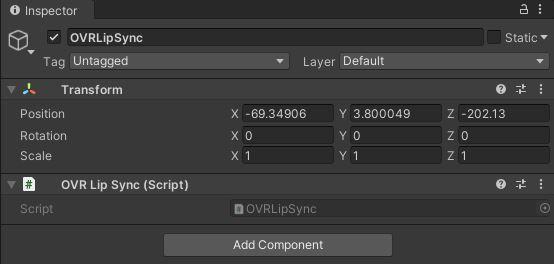 Inspector
OVRLipSync Static
Tag Untagged Layer Default
Transform
Position X -69.34906 Y 3.800049 Z -202.13
Rotation X 0 Y 0 Z 0
Scale X 1 Y 1 Z 1
# OVR Lip Sync (Script)
Script # OVRLipSync
Add Component